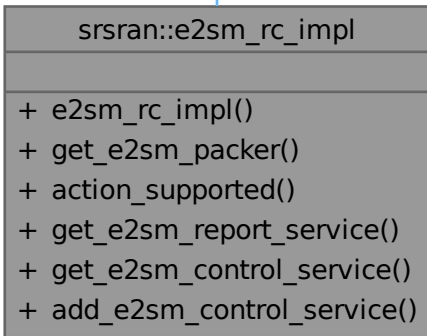 srsran::e2sm_rc_impl
+ e2sm_rc_impl()
+ get_e2sm_packer()
+ action_supported()
+ get_e2sm_report_service()
+ get_e2sm_control_service()
+ add_e2sm_control_service()